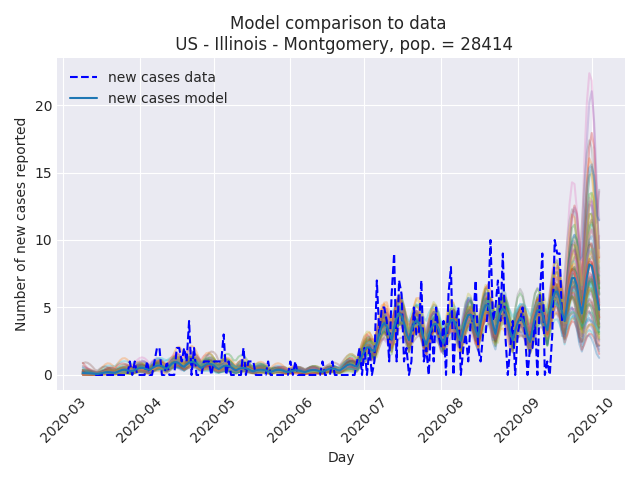 Model comparison to data
US - Illinois - Montgomery, pop. = 28414
new cases data
new cases model
Number of new cases reported
20
15
10
5
0
2020-03
2020-04
2020-05
2020-06
2020-07
2020-08
2020-09
2020-10
Day